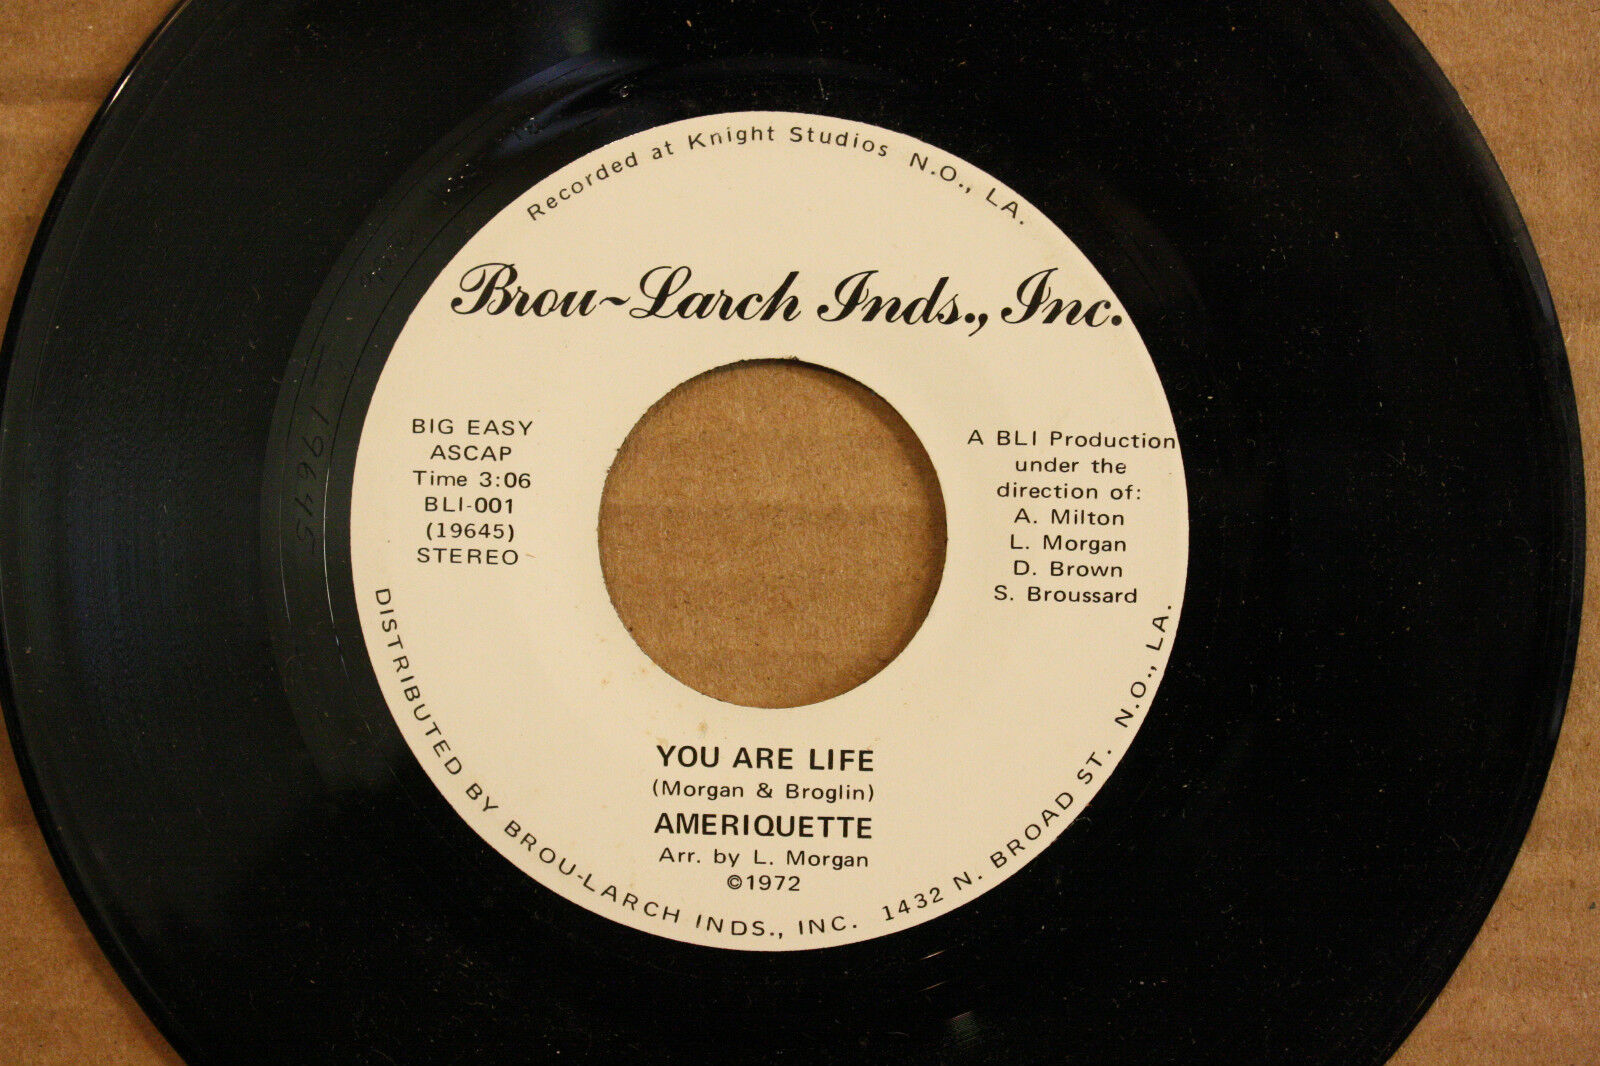 Recorded at Knight Studios N.O., LA.
Brou~Larch Inds., Inc.
BIG EASY
ASCAP
Time 3:06
BLI-001
(19645)
STEREO
A BLI Production
under the
direction of:
A. Milton
L. Morgan
D. Brown
S. Broussard
YOU ARE LIFE
(Morgan & Broglin)
AMERIQUETTE
Arr. by L. Morgan
©1972
DISTRIBUTED BY BROU-LARCH INDS., INC. 1432 N. BROAD ST. N.O., LA.
19645